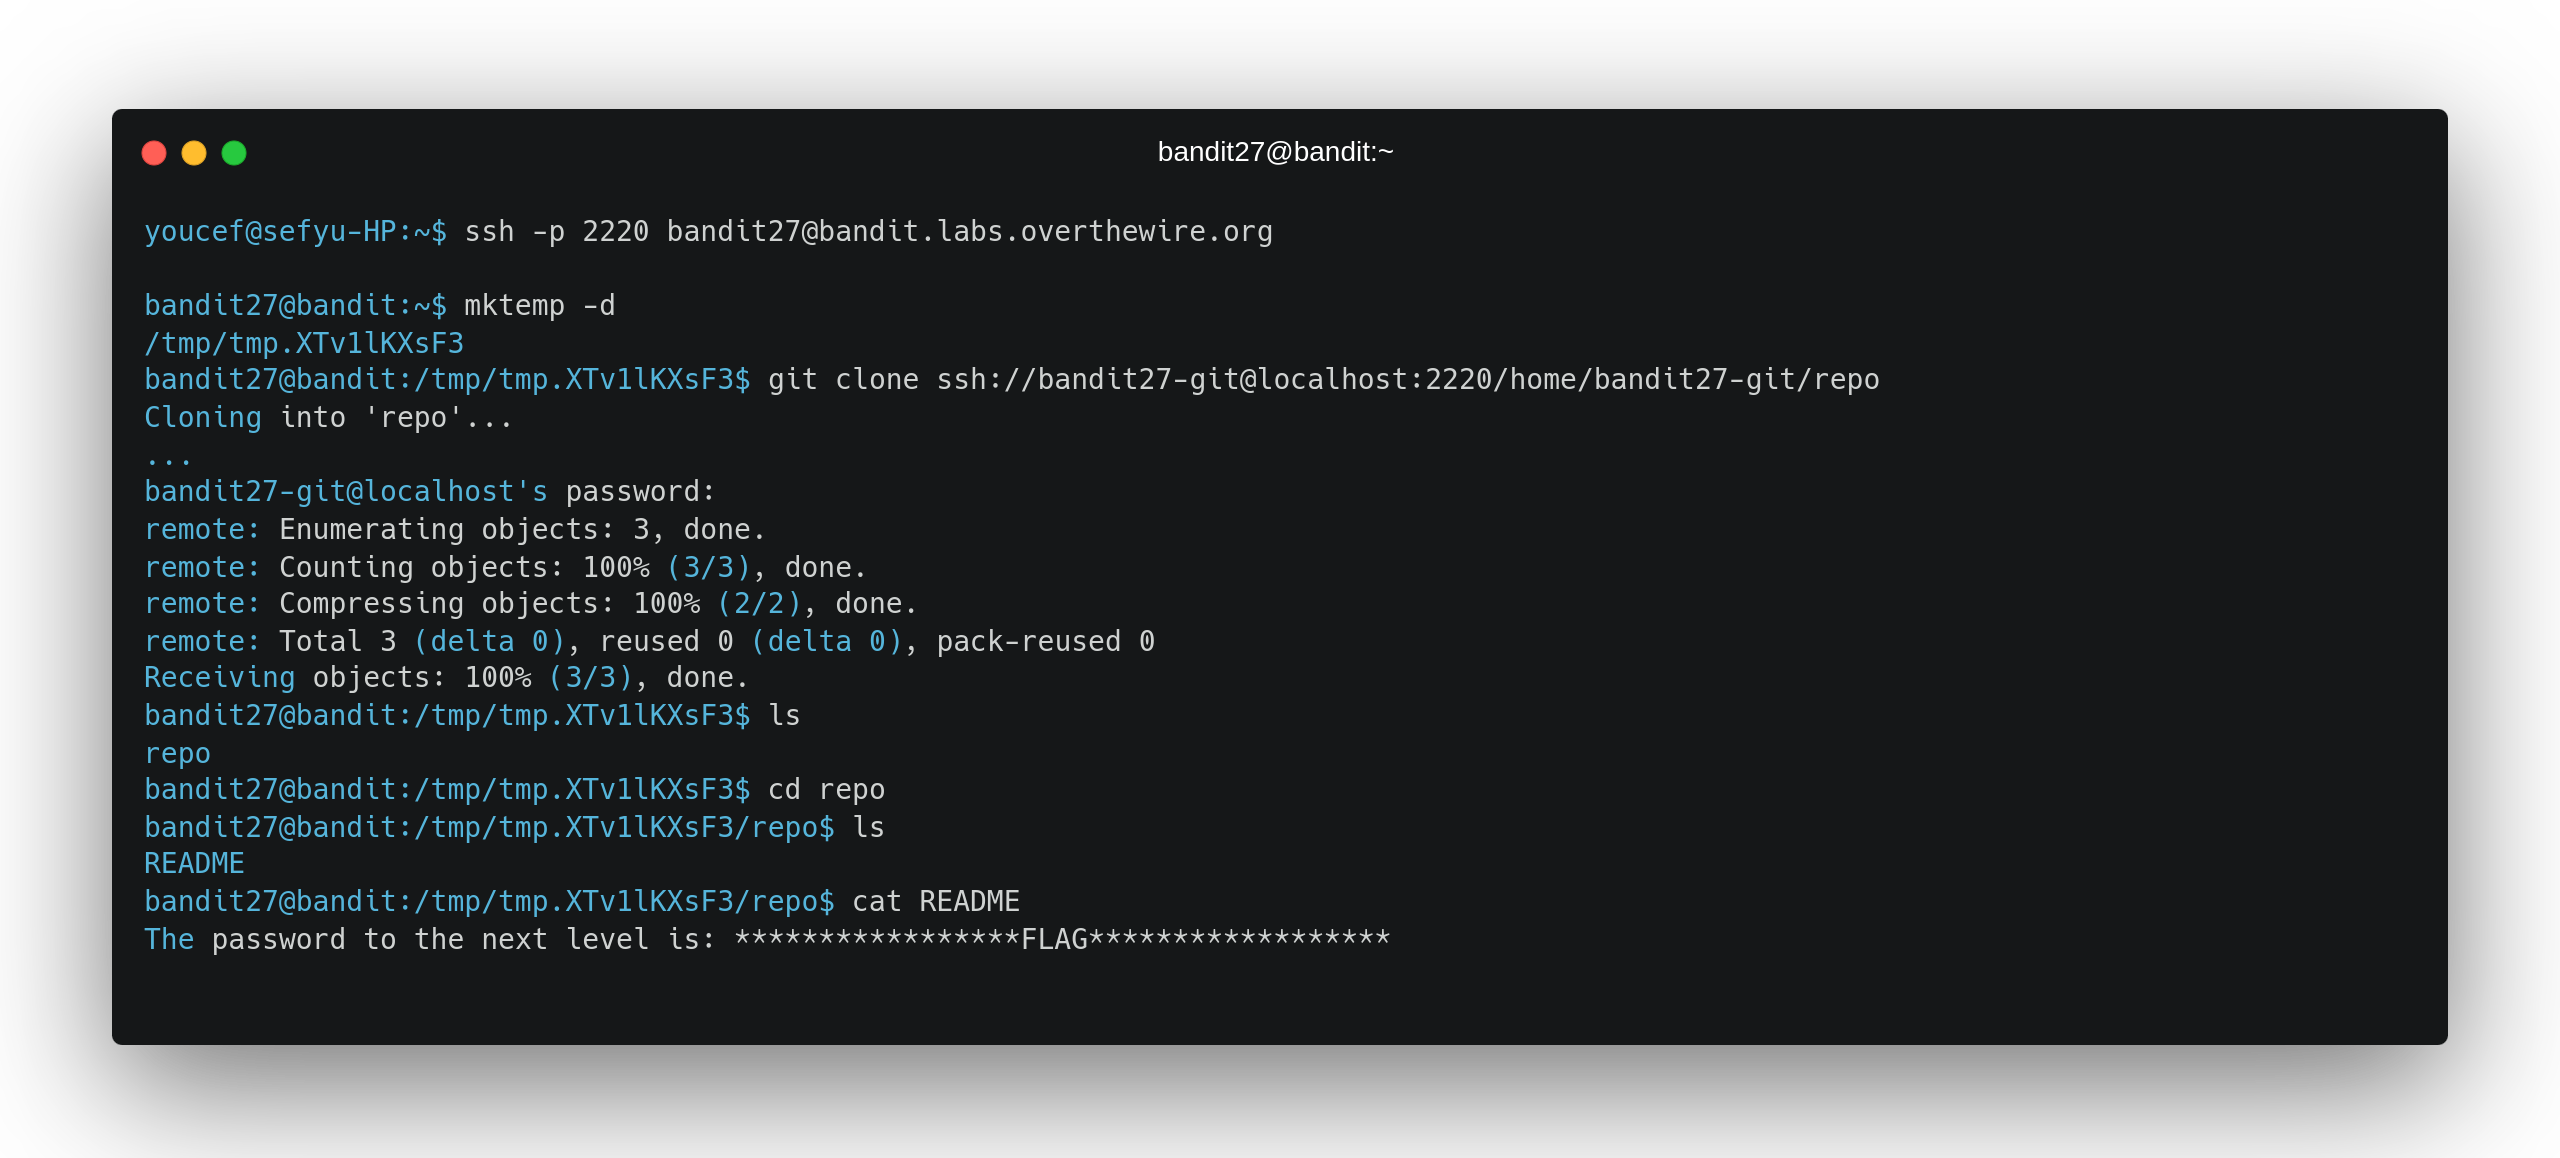 bandit27@bandit:~
youcef@sefyu-HP:~$ ssh -p 2220 bandit27@bandit.labs.overthewire.org
bandit27@bandit:~$ mktemp -d
/tmp/tmp.XTv1lKXsF3
bandit27@bandit:/tmp/tmp.XTv1lKXsF3$ git clone ssh://bandit27-git@localhost:2220/home/bandit27-git/repo
Cloning into 'repo'...
...
bandit27-git@localhost's password:
remote: Enumerating objects: 3, done.
remote: Counting objects: 100% (3/3), done.
remote: Compressing objects: 100% (2/2), done.
remote: Total 3 (delta 0), reused 0 (delta 0), pack-reused 0
Receiving objects: 100% (3/3), done.
bandit27@bandit:/tmp/tmp.XTv1lKXsF3$ ls
repo
bandit27@bandit:/tmp/tmp.XTv1lKXsF3$ cd repo
bandit27@bandit:/tmp/tmp.XTv1lKXsF3/repo$ ls
README
bandit27@bandit:/tmp/tmp.XTv1lKXsF3/repo$ cat README
The password to the next level is: *****************FLAG******************